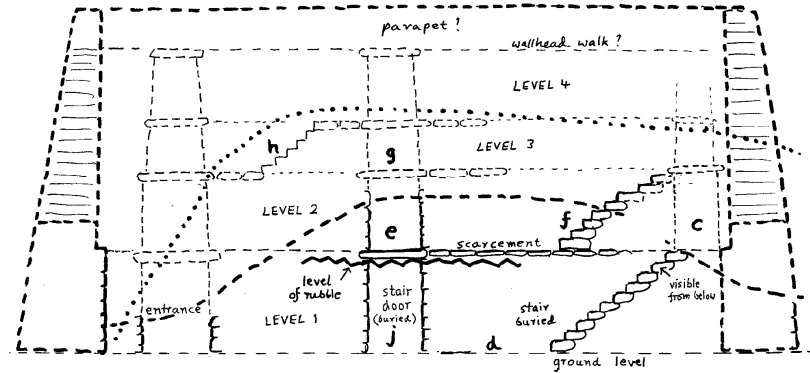 parapet?
wallhead walk?
LEVEL 4
h
g
LEVEL 3
LEVEL 2
e
f
c
scarcement
level
of rubble
visible
from below
entrance
stair
door
(buried)
stair
buried
LEVEL 1
j
d
ground level